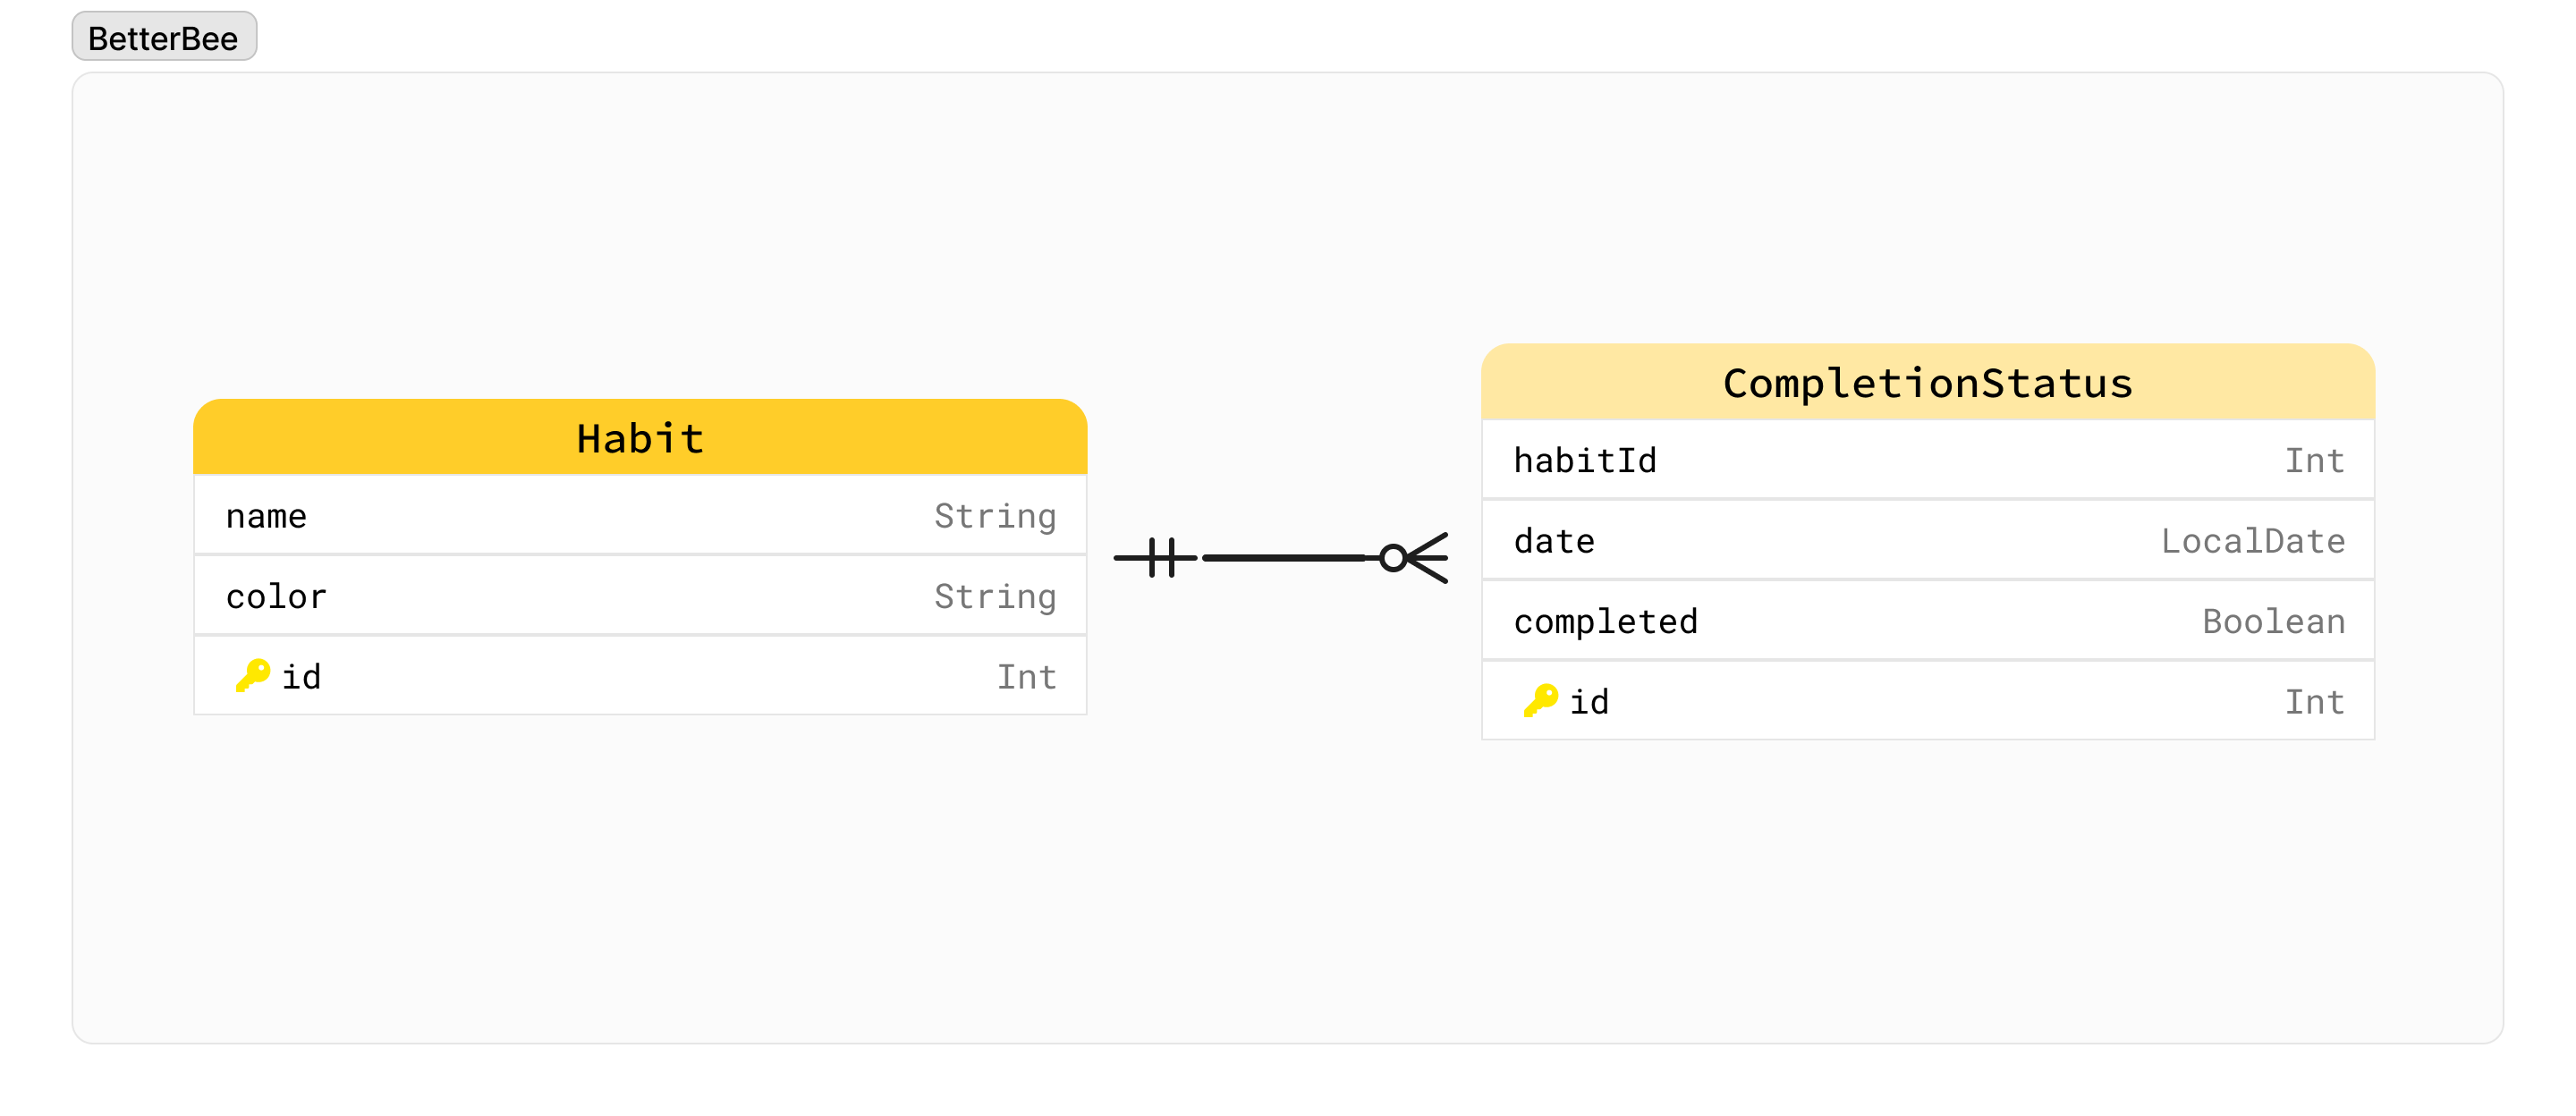 BetterBee
Habit
name String
color String
id Int
CompletionStatus
habitId Int
date LocalDate
completed Boolean
id Int